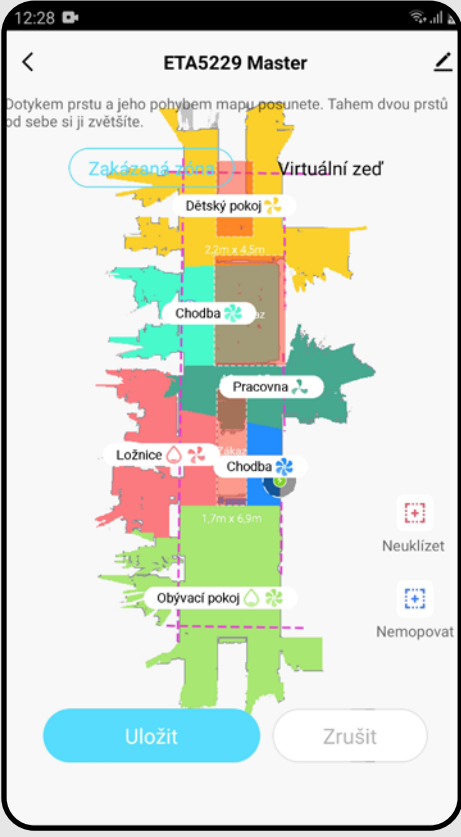 12:28
ETA5229 Master
Dotykem prstu a jeho pohybem mapu posunete. Tahem dvou prstů
od sebe si ji zvětšíte.
Zakázaná zóna
Virtuální zeď
Dětský pokoj
2,2m x 4,5m
Chodba
Pracovna
Ložnice
Chodba
1,7m x 6,9m
Neuklízet
Obývací pokoj
Nemopovat
Uložit
Zrušit